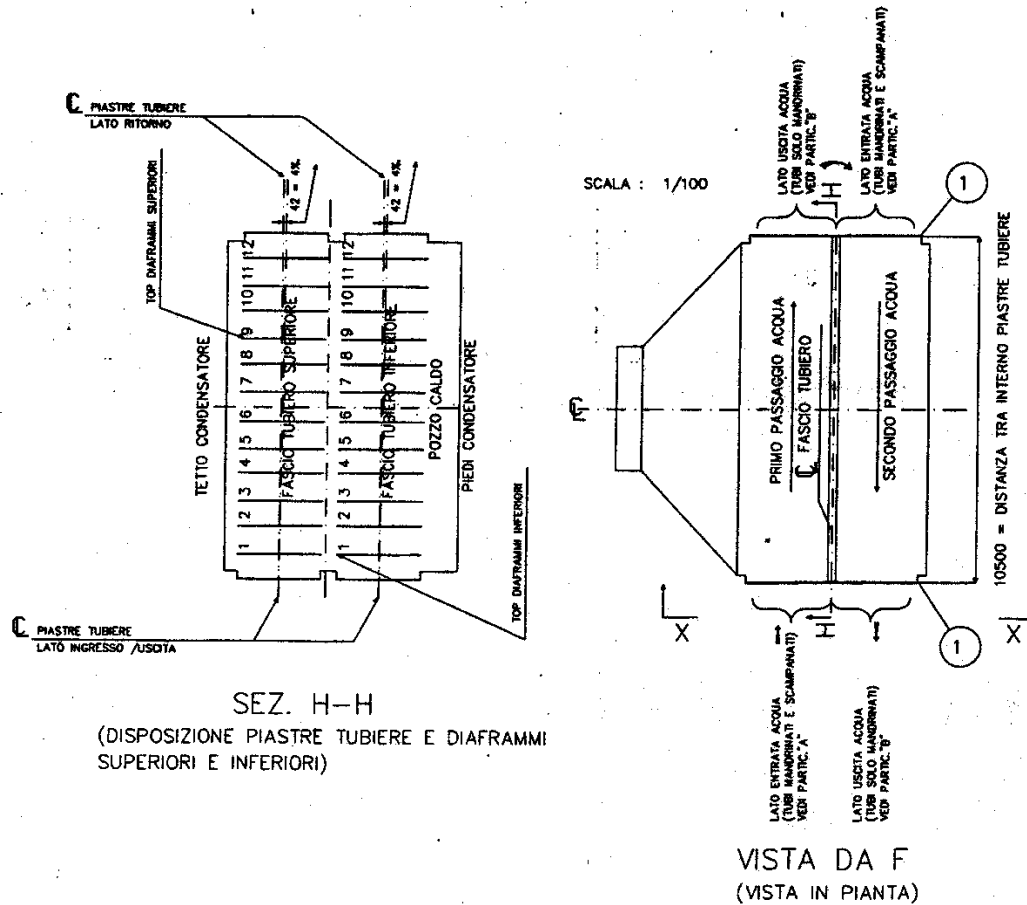 ℄ PIASTRE TUBIERE
LATO RITORNO
TOP DIAFRAMMI SUPERIORI
42 = 4‰
42 = 4‰
TETTO CONDENSATORE
1 2 3 4 5 6 7 8 9 10 11 12
FASCIO TUBIERO SUPERIORE
1 2 3 4 5 6 7 8 9 10 11 12
FASCIO TUBIERO INFERIORE
POZZO CALDO
PIEDI CONDENSATORE
TOP DIAFRAMMI INFERIORI
℄ PIASTRE TUBIERE
LATO INGRESSO /USCITA
SEZ. H-H
(DISPOSIZIONE PIASTRE TUBIERE E DIAFRAMMI
SUPERIORI E INFERIORI)
SCALA : 1/100
LATO USCITA ACQUA
(TUBI SOLO MANDRINATI)
VEDI PARTIC."B"
LATO ENTRATA ACQUA
(TUBI MANDRINATI E SCAMPANATI)
VEDI PARTIC."A"
H
1
PRIMO PASSAGGIO ACQUA
℄ FASCIO TUBIERO
SECONDO PASSAGGIO ACQUA
10500 = DISTANZA TRA INTERNO PIASTRE TUBIERE
X
H
1
X
LATO ENTRATA ACQUA
(TUBI MANDRINATI E SCAMPANATI)
VEDI PARTIC."A"
LATO USCITA ACQUA
(TUBI SOLO MANDRINATI)
VEDI PARTIC."B"
VISTA DA F
(VISTA IN PIANTA)